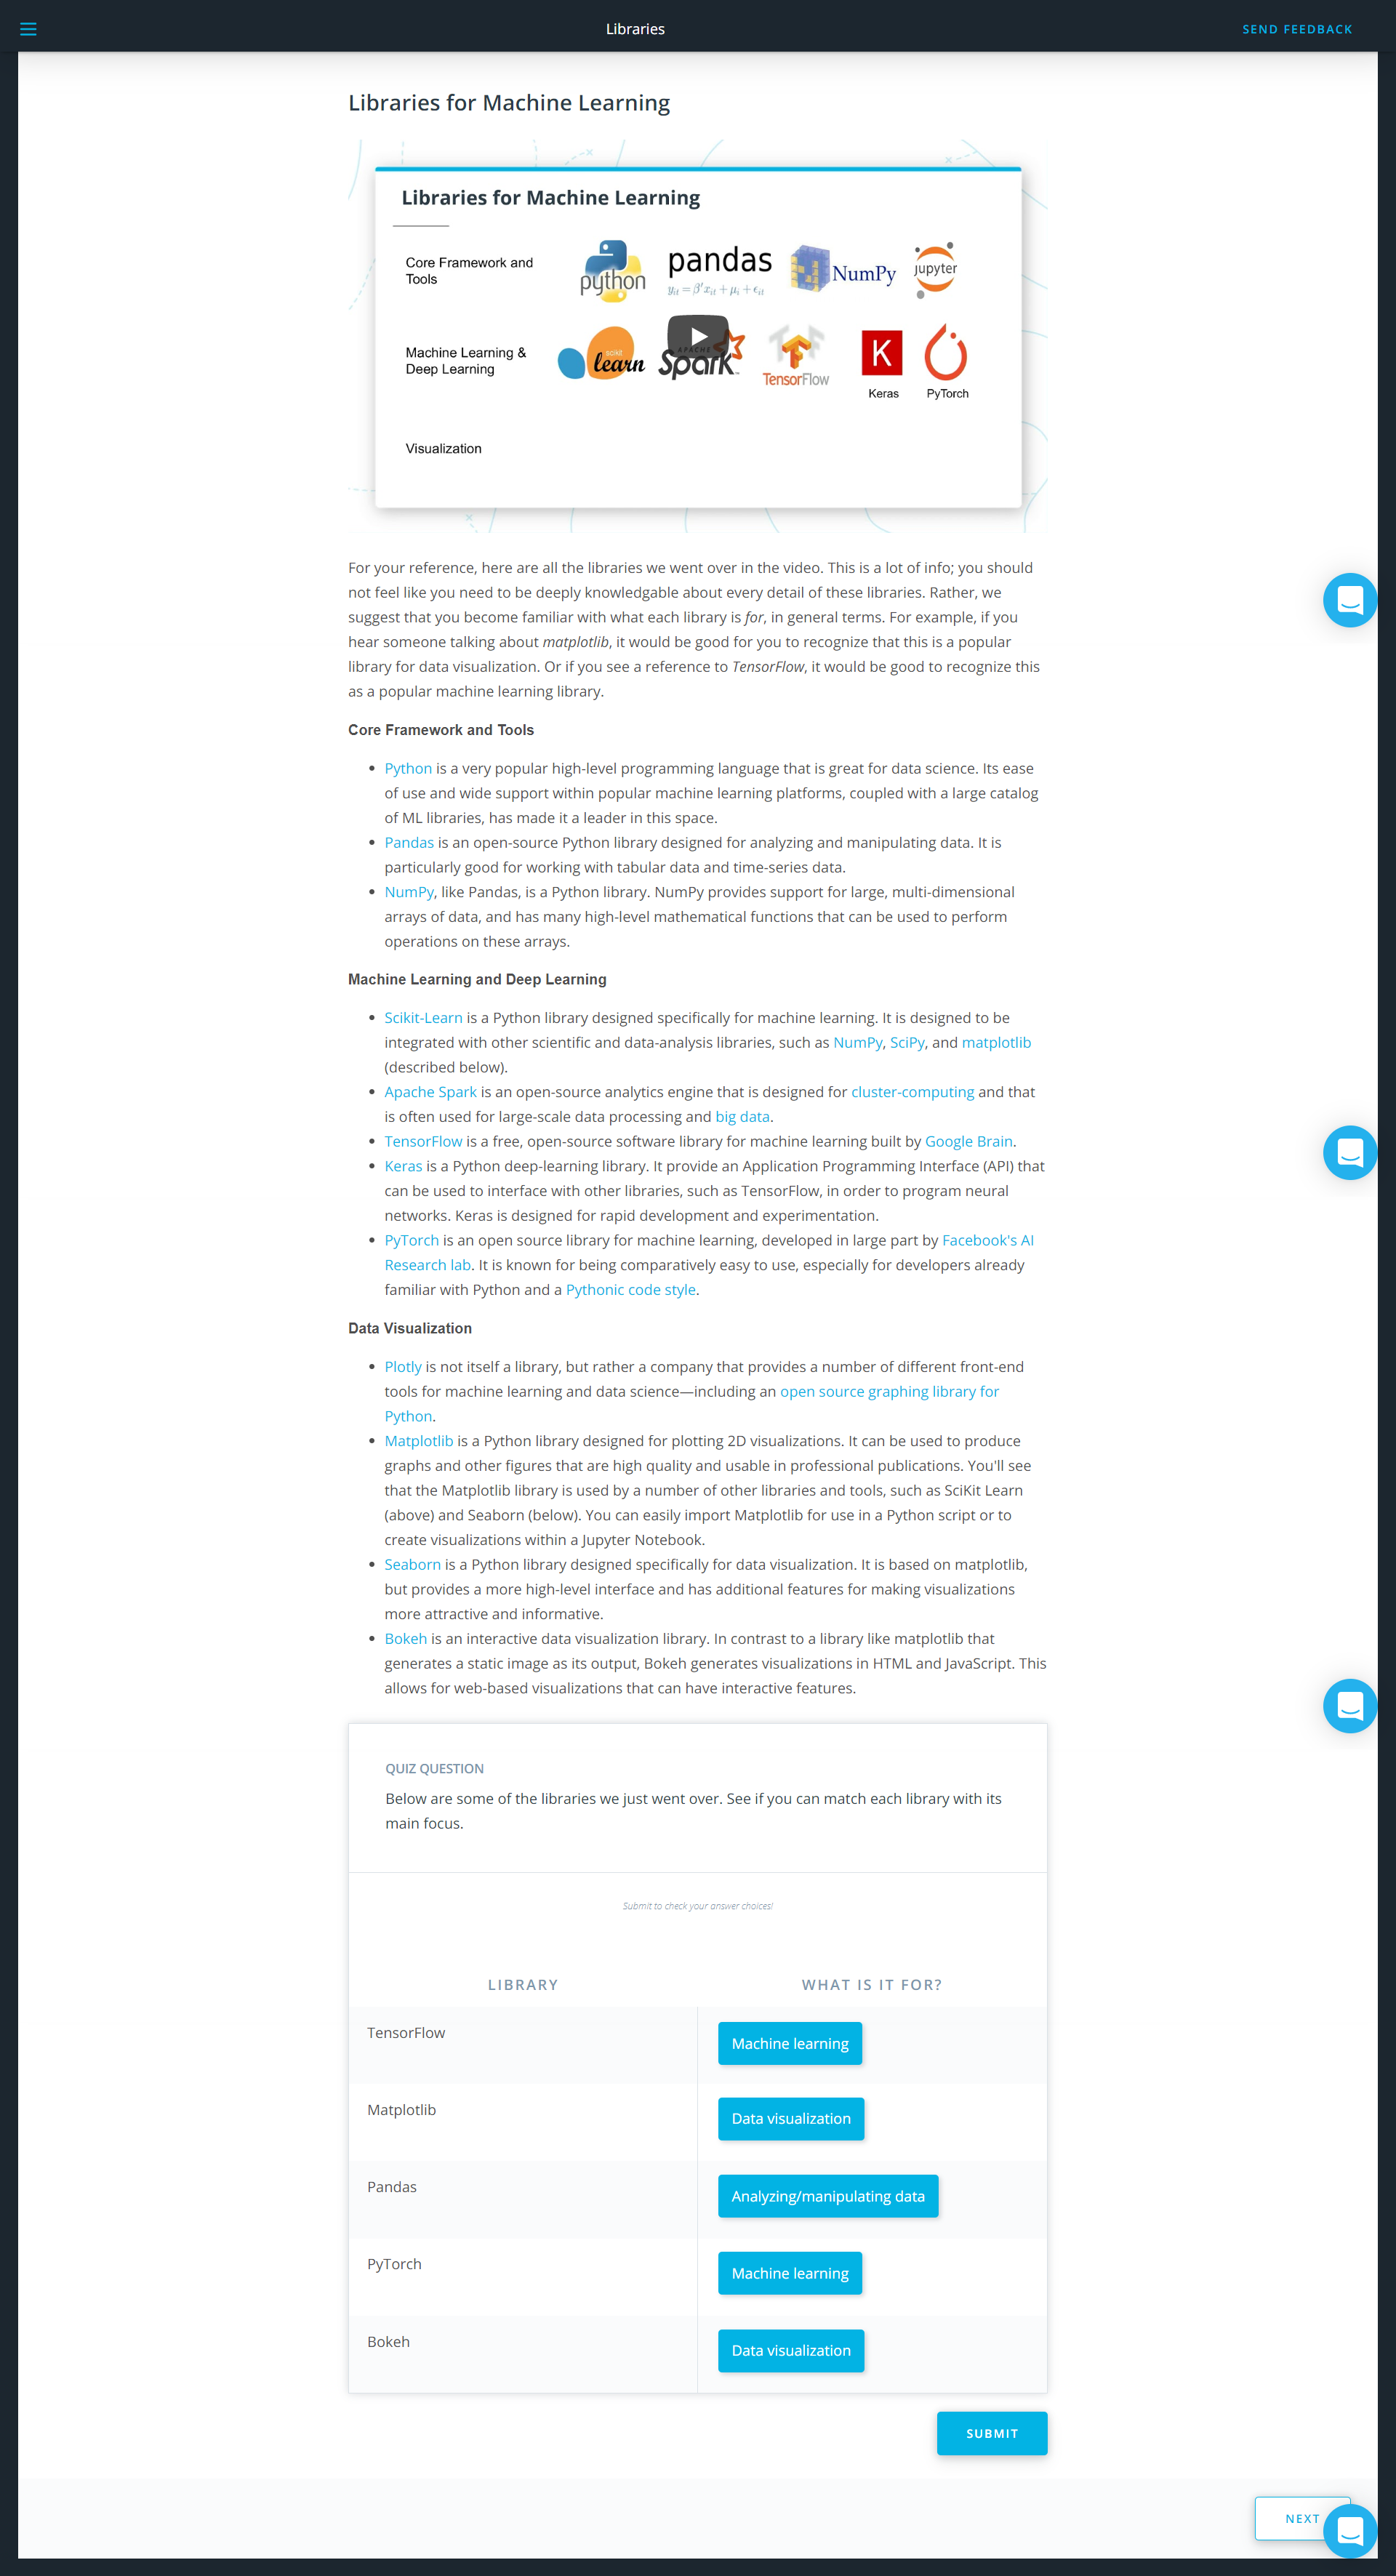 Libraries
SEND FEEDBACK
Libraries for Machine Learning
Libraries for Machine Learning
Core Framework and
Tools
python
pandas
yit = β′xit + μi + ϵit
NumPy
jupyter
Machine Learning &
Deep Learning
scikit
learn
APACHE
Spark
TensorFlow
K
Keras
PyTorch
Visualization
For your reference, here are all the libraries we went over in the video. This is a lot of info; you should
not feel like you need to be deeply knowledgable about every detail of these libraries. Rather, we
suggest that you become familiar with what each library is for, in general terms. For example, if you
hear someone talking about matplotlib, it would be good for you to recognize that this is a popular
library for data visualization. Or if you see a reference to TensorFlow, it would be good to recognize this
as a popular machine learning library.
Core Framework and Tools
• Python is a very popular high-level programming language that is great for data science. Its ease
of use and wide support within popular machine learning platforms, coupled with a large catalog
of ML libraries, has made it a leader in this space.
• Pandas is an open-source Python library designed for analyzing and manipulating data. It is
particularly good for working with tabular data and time-series data.
• NumPy, like Pandas, is a Python library. NumPy provides support for large, multi-dimensional
arrays of data, and has many high-level mathematical functions that can be used to perform
operations on these arrays.
Machine Learning and Deep Learning
• Scikit-Learn is a Python library designed specifically for machine learning. It is designed to be
integrated with other scientific and data-analysis libraries, such as NumPy, SciPy, and matplotlib
(described below).
• Apache Spark is an open-source analytics engine that is designed for cluster-computing and that
is often used for large-scale data processing and big data.
• TensorFlow is a free, open-source software library for machine learning built by Google Brain.
• Keras is a Python deep-learning library. It provide an Application Programming Interface (API) that
can be used to interface with other libraries, such as TensorFlow, in order to program neural
networks. Keras is designed for rapid development and experimentation.
• PyTorch is an open source library for machine learning, developed in large part by Facebook's AI
Research lab. It is known for being comparatively easy to use, especially for developers already
familiar with Python and a Pythonic code style.
Data Visualization
• Plotly is not itself a library, but rather a company that provides a number of different front-end
tools for machine learning and data science—including an open source graphing library for
Python.
• Matplotlib is a Python library designed for plotting 2D visualizations. It can be used to produce
graphs and other figures that are high quality and usable in professional publications. You'll see
that the Matplotlib library is used by a number of other libraries and tools, such as SciKit Learn
(above) and Seaborn (below). You can easily import Matplotlib for use in a Python script or to
create visualizations within a Jupyter Notebook.
• Seaborn is a Python library designed specifically for data visualization. It is based on matplotlib,
but provides a more high-level interface and has additional features for making visualizations
more attractive and informative.
• Bokeh is an interactive data visualization library. In contrast to a library like matplotlib that
generates a static image as its output, Bokeh generates visualizations in HTML and JavaScript. This
allows for web-based visualizations that can have interactive features.
QUIZ QUESTION
Below are some of the libraries we just went over. See if you can match each library with its
main focus.
Submit to check your answer choices!
LIBRARY
WHAT IS IT FOR?
TensorFlow
Machine learning
Matplotlib
Data visualization
Pandas
Analyzing/manipulating data
PyTorch
Machine learning
Bokeh
Data visualization
SUBMIT
NEXT